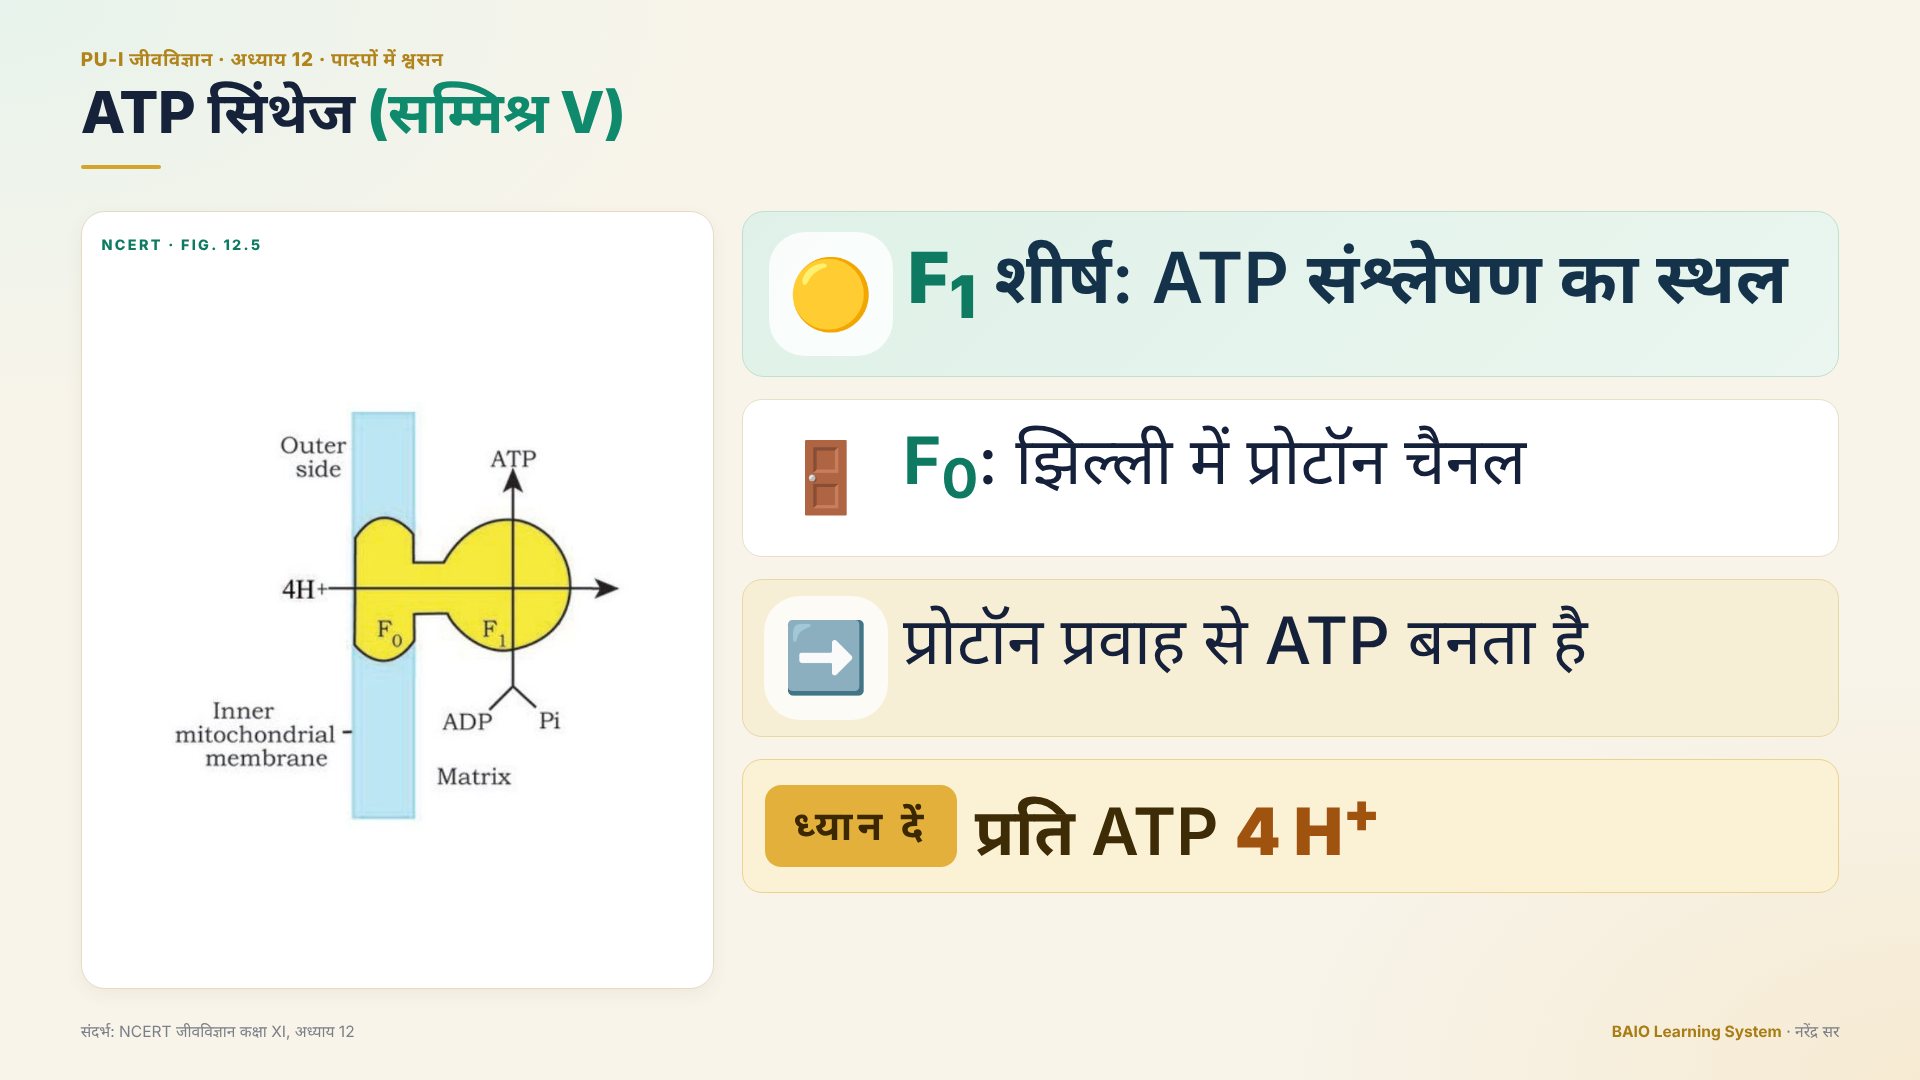 PU-I जीवविज्ञान · अध्याय 12 · पादपों में श्वसन
ATP सिंथेज (सम्मिश्र V)
NCERT · FIG. 12.5
Outer
side
ATP
4H+
F0
F1
ADP
Pi
Inner
mitochondrial
membrane
Matrix
F1 शीर्ष: ATP संश्लेषण का स्थल
F0: झिल्ली में प्रोटॉन चैनल
प्रोटॉन प्रवाह से ATP बनता है
ध्यान दें प्रति ATP 4 H⁺
संदर्भ: NCERT जीवविज्ञान कक्षा XI, अध्याय 12
BAIO Learning System · नरेंद्र सर